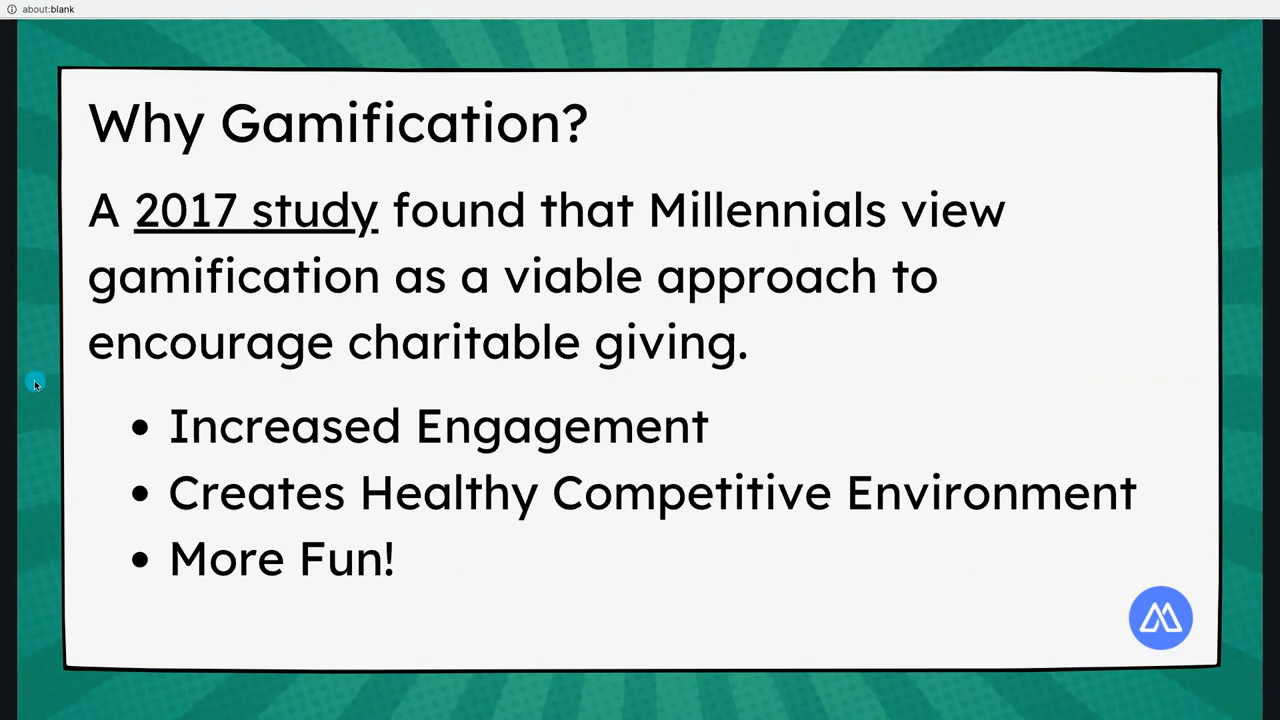 about:blank
Why Gamification?
A 2017 study found that Millennials view
gamification as a viable approach to
encourage charitable giving.
• Increased Engagement
• Creates Healthy Competitive Environment
• More Fun!